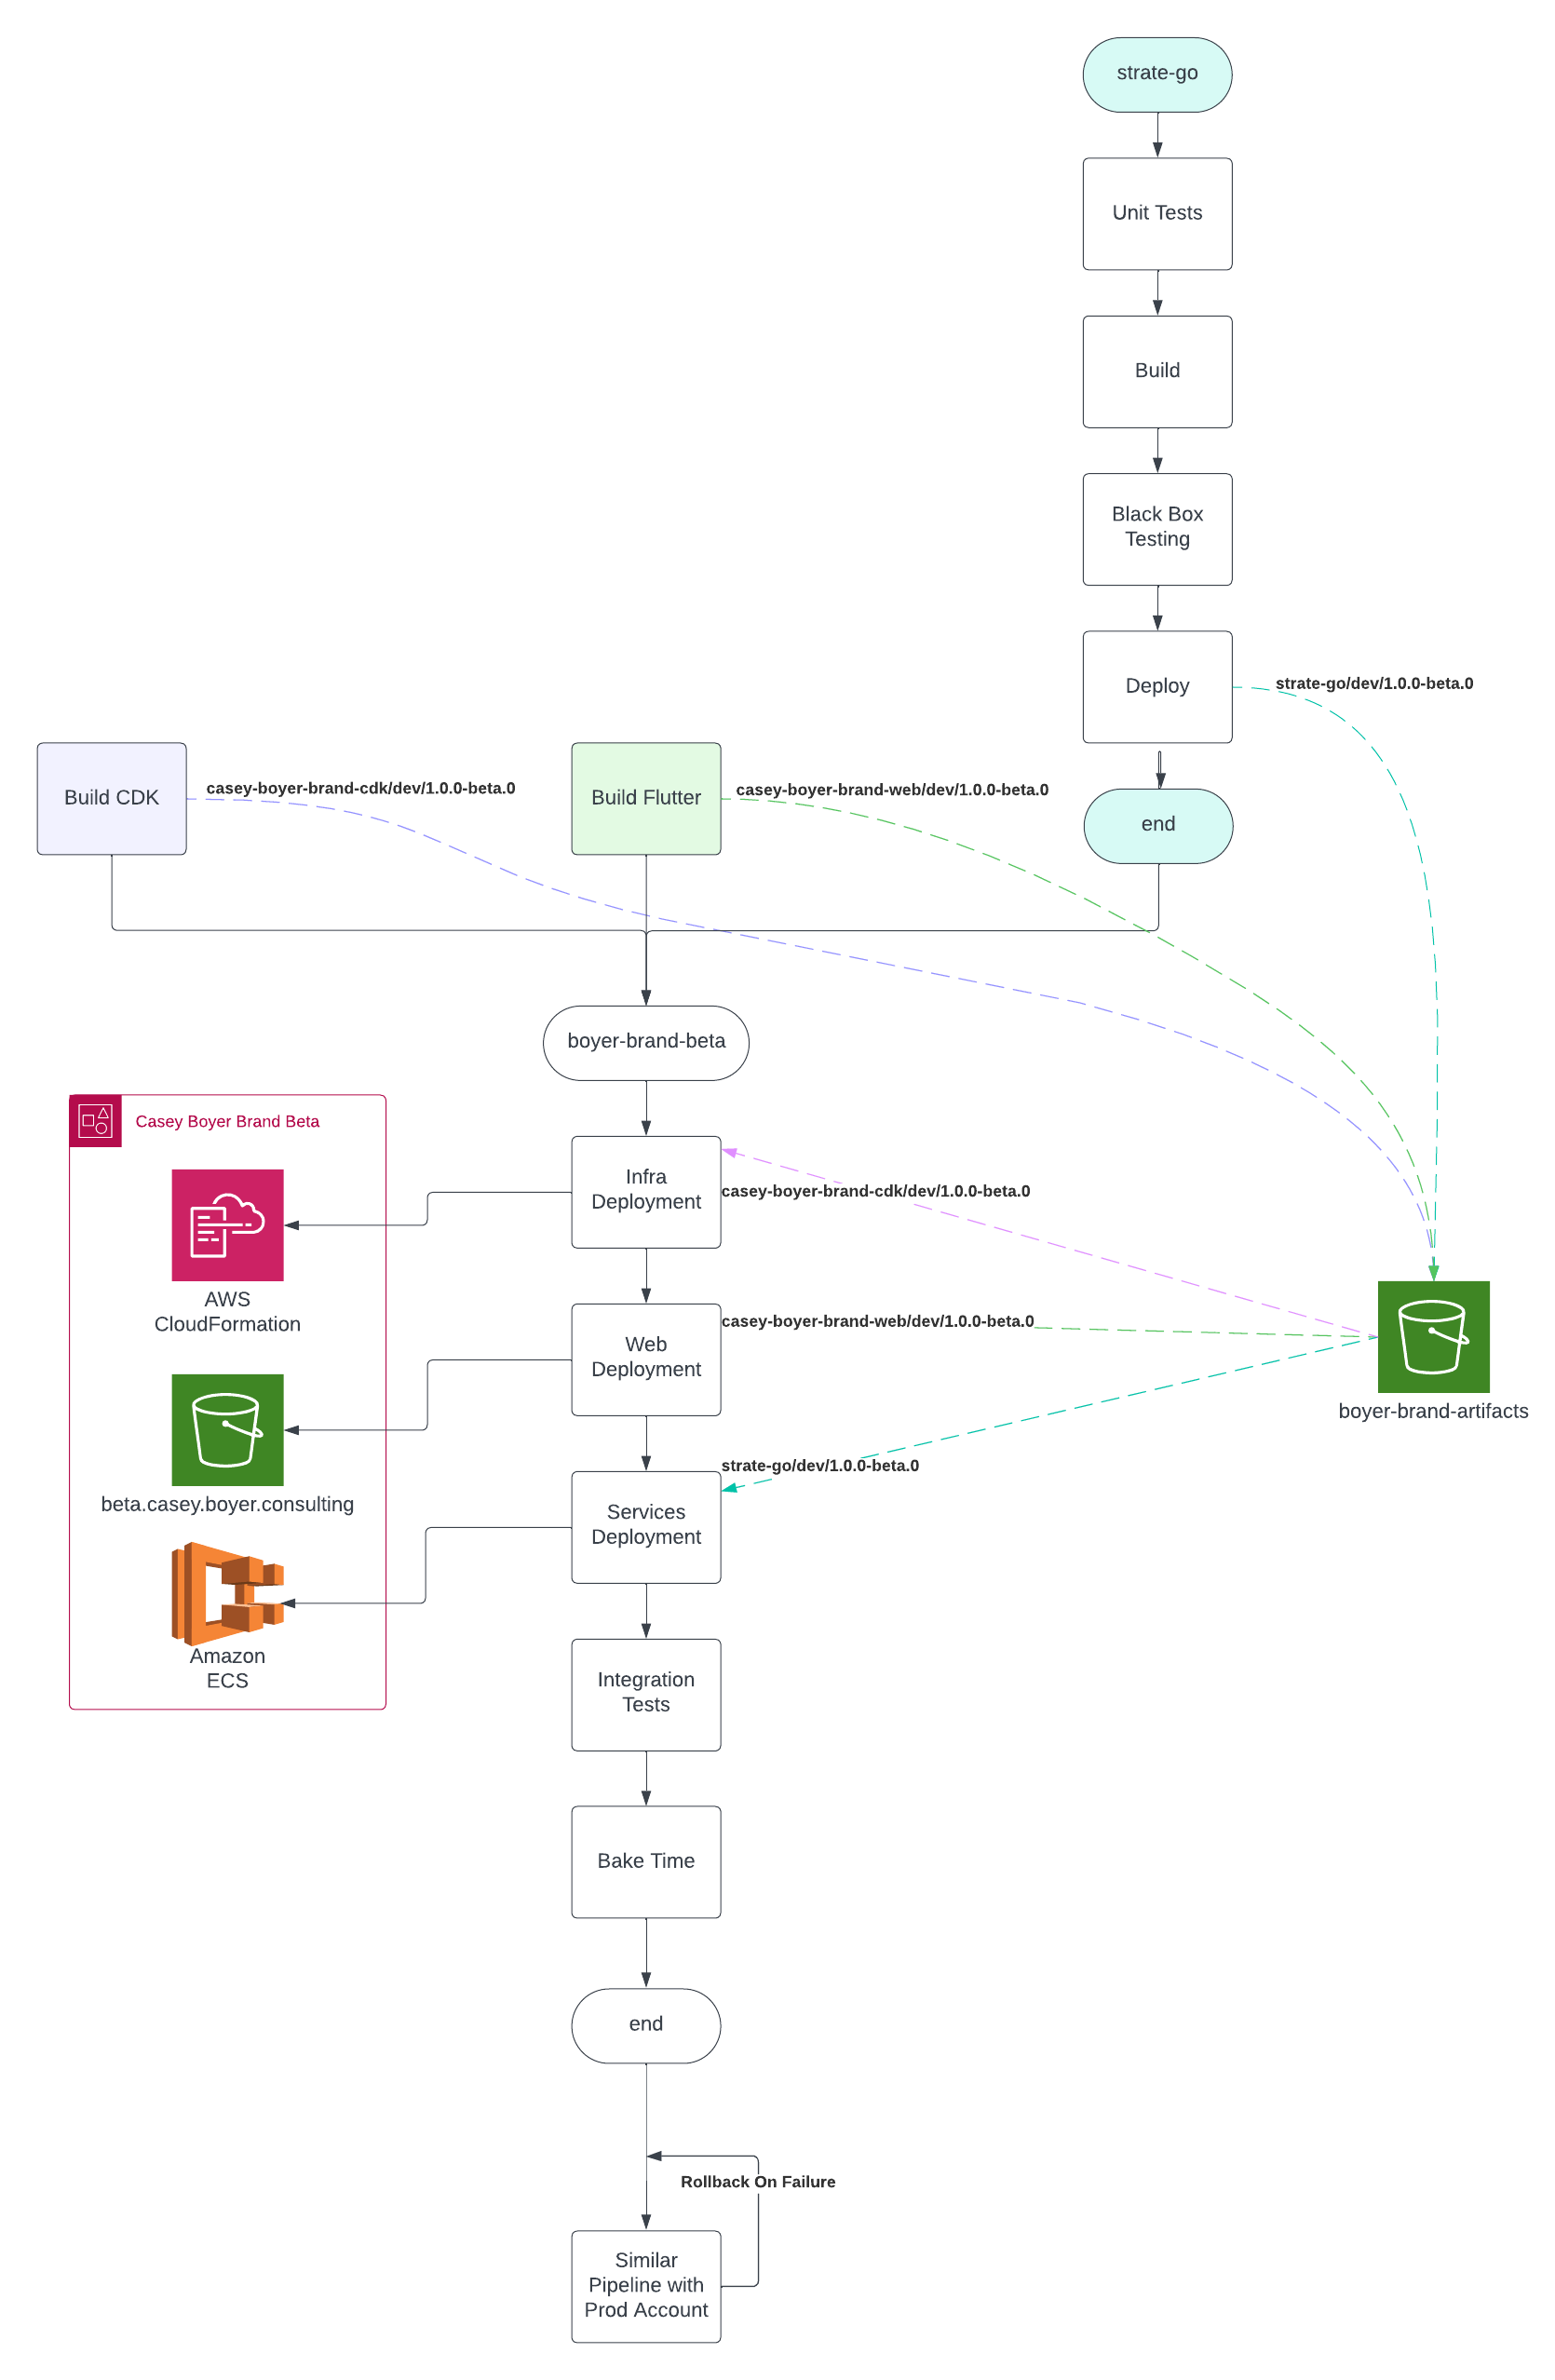 strate-go
Unit Tests
Build
Black Box
Testing
Deploy
strate-go/dev/1.0.0-beta.0
Build CDK
casey-boyer-brand-cdk/dev/1.0.0-beta.0
Build Flutter
casey-boyer-brand-web/dev/1.0.0-beta.0
end
boyer-brand-beta
Casey Boyer Brand Beta
Infra
Deployment
casey-boyer-brand-cdk/dev/1.0.0-beta.0
AWS
CloudFormation
Web
Deployment
casey-boyer-brand-web/dev/1.0.0-beta.0
boyer-brand-artifacts
beta.casey.boyer.consulting
strate-go/dev/1.0.0-beta.0
Services
Deployment
Amazon
ECS
Integration
Tests
Bake Time
end
Rollback On Failure
Similar
Pipeline with
Prod Account